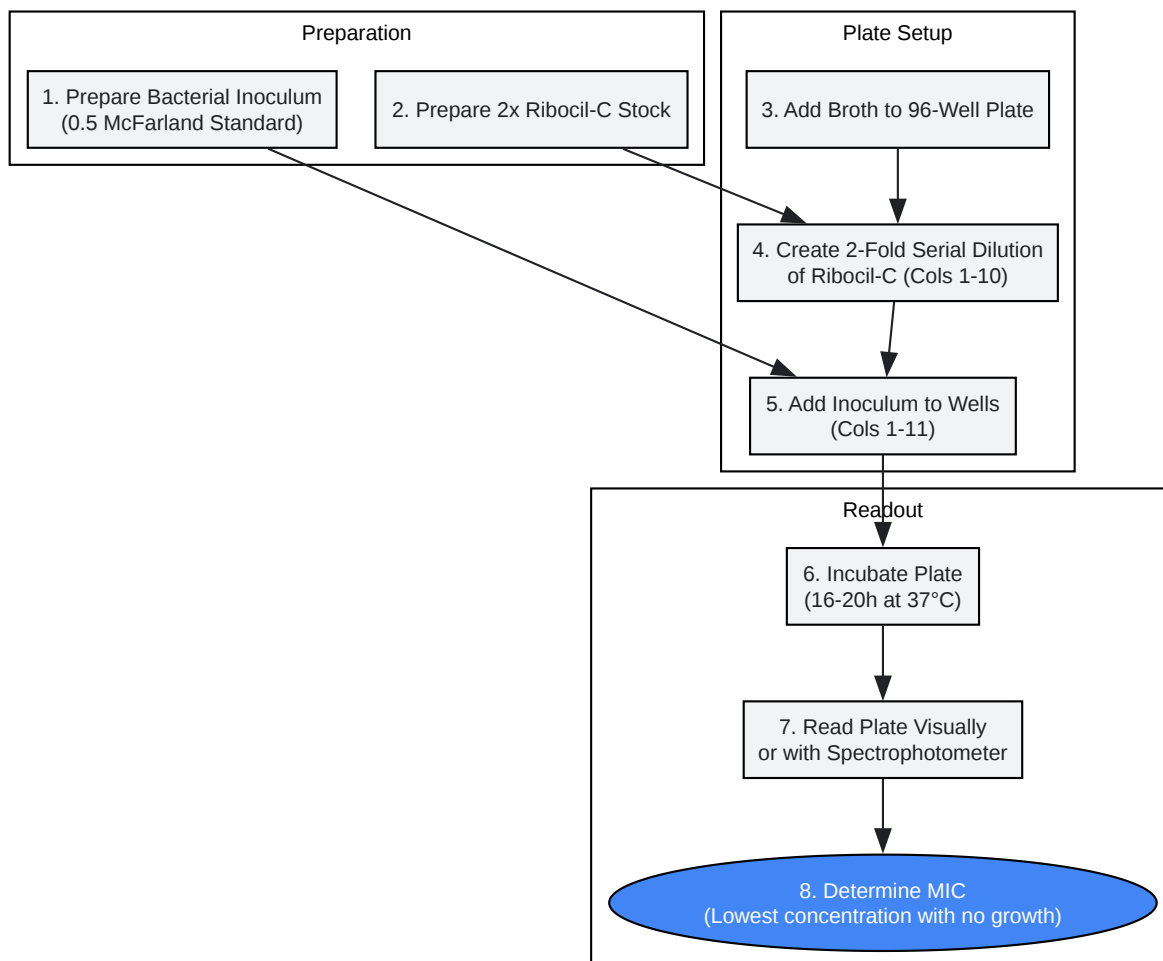 Preparation
1. Prepare Bacterial Inoculum
(0.5 McFarland Standard)
2. Prepare 2x Ribocil-C Stock
Plate Setup
3. Add Broth to 96-Well Plate
4. Create 2-Fold Serial Dilution
of Ribocil-C (Cols 1-10)
5. Add Inoculum to Wells
(Cols 1-11)
Readout
6. Incubate Plate
(16-20h at 37°C)
7. Read Plate Visually
or with Spectrophotometer
8. Determine MIC
(Lowest concentration with no growth)